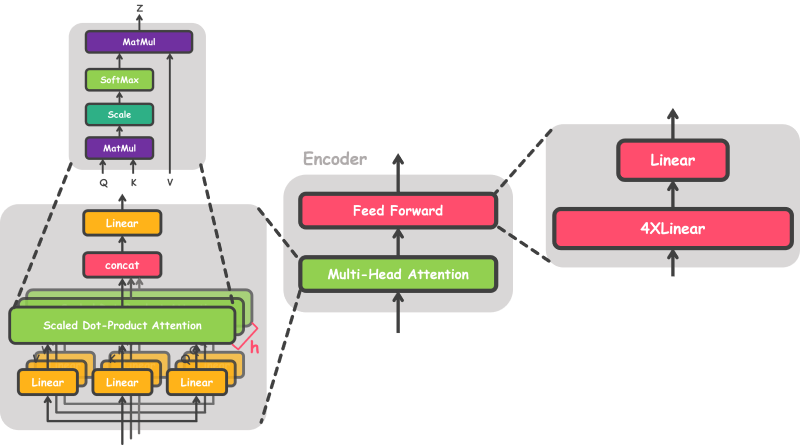 Z
MatMul
SoftMax
Scale
MatMul
Q K V
Linear
concat
Scaled Dot-Product Attention
h
Linear Linear Linear
Encoder
Feed Forward
Multi-Head Attention
Linear
4XLinear